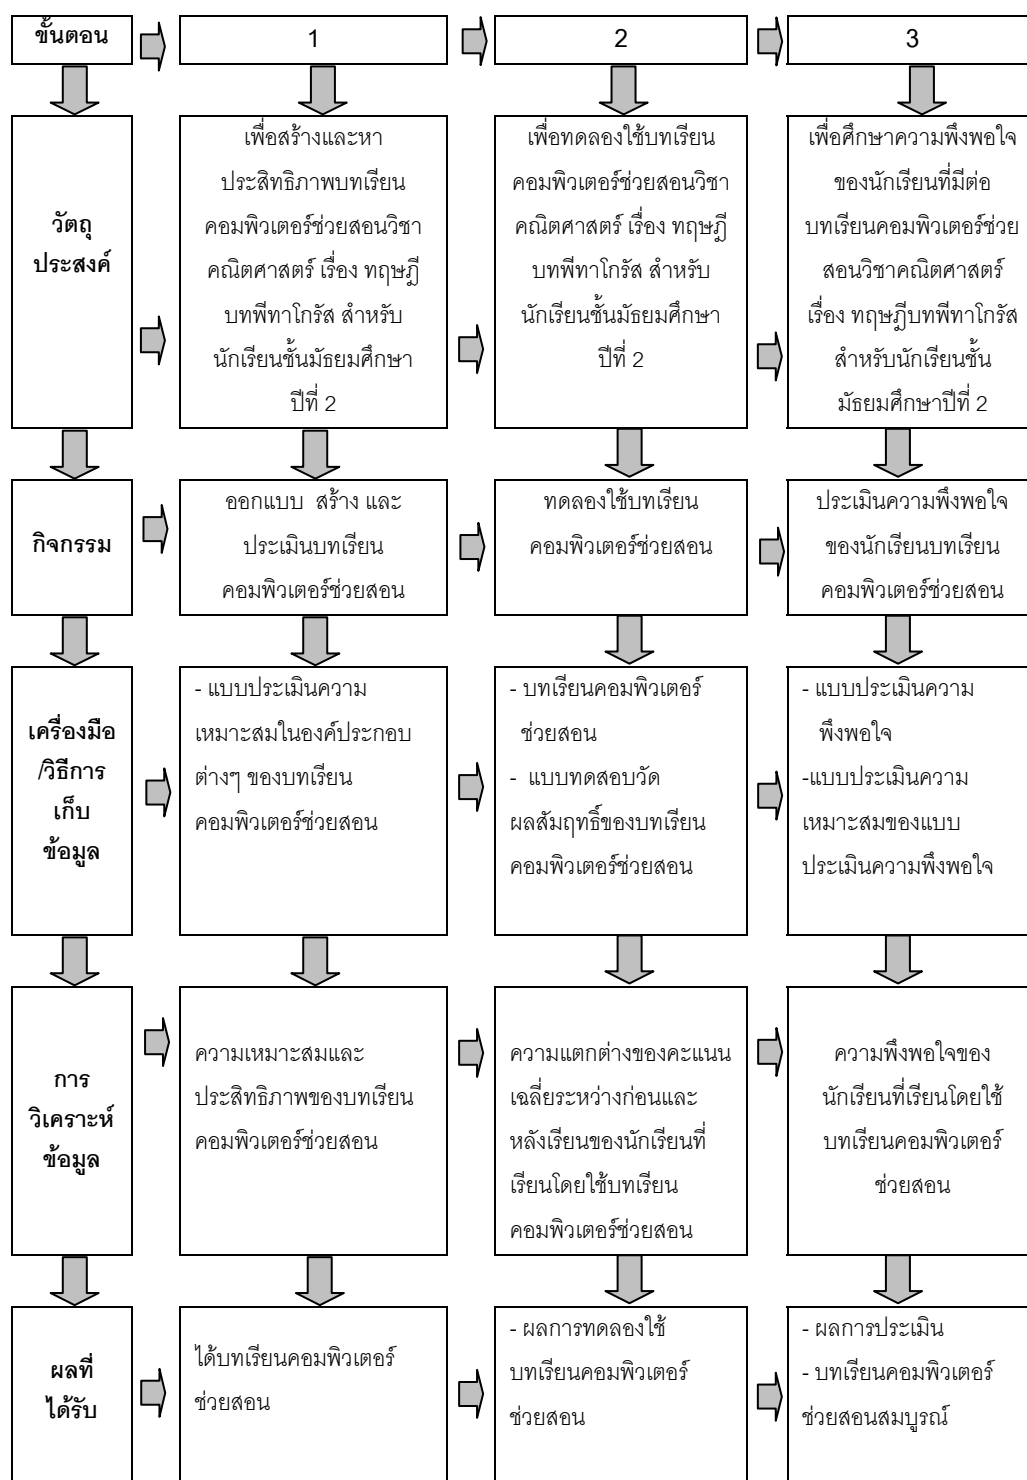 ขั้นตอน
1
2
3
วัตถุ
ประสงค์
เพื่อสร้างและหา
ประสิทธิภาพบทเรียน
คอมพิวเตอร์ช่วยสอนวิชา
คณิตศาสตร์ เรื่อง ทฤษฎี
บทพีทาโกรัส สำหรับ
นักเรียนชั้นมัธยมศึกษา
ปีที่ 2
เพื่อทดลองใช้บทเรียน
คอมพิวเตอร์ช่วยสอนวิชา
คณิตศาสตร์ เรื่อง ทฤษฎี
บทพีทาโกรัส สำหรับ
นักเรียนชั้นมัธยมศึกษา
ปีที่ 2
เพื่อศึกษาความพึงพอใจ
ของนักเรียนที่มีต่อ
บทเรียนคอมพิวเตอร์ช่วย
สอนวิชาคณิตศาสตร์
เรื่อง ทฤษฎีบทพีทาโกรัส
สำหรับนักเรียนชั้น
มัธยมศึกษาปีที่ 2
กิจกรรม
ออกแบบ สร้าง และ
ประเมินบทเรียน
คอมพิวเตอร์ช่วยสอน
ทดลองใช้บทเรียน
คอมพิวเตอร์ช่วยสอน
ประเมินความพึงพอใจ
ของนักเรียนบทเรียน
คอมพิวเตอร์ช่วยสอน
เครื่องมือ
/วิธีการ
เก็บ
ข้อมูล
- แบบประเมินความ
เหมาะสมในองค์ประกอบ
ต่างๆ ของบทเรียน
คอมพิวเตอร์ช่วยสอน
- บทเรียนคอมพิวเตอร์
ช่วยสอน
- แบบทดสอบวัด
ผลสัมฤทธิ์ของบทเรียน
คอมพิวเตอร์ช่วยสอน
- แบบประเมินความ
พึงพอใจ
-แบบประเมินความ
เหมาะสมของแบบ
ประเมินความพึงพอใจ
การ
วิเคราะห์
ข้อมูล
ความเหมาะสมและ
ประสิทธิภาพของบทเรียน
คอมพิวเตอร์ช่วยสอน
ความแตกต่างของคะแนน
เฉลี่ยระหว่างก่อนและ
หลังเรียนของนักเรียนที่
เรียนโดยใช้บทเรียน
คอมพิวเตอร์ช่วยสอน
ความพึงพอใจของ
นักเรียนที่เรียนโดยใช้
บทเรียนคอมพิวเตอร์
ช่วยสอน
ผลที่
ได้รับ
ได้บทเรียนคอมพิวเตอร์
ช่วยสอน
- ผลการทดลองใช้
บทเรียนคอมพิวเตอร์
ช่วยสอน
- ผลการประเมิน
- บทเรียนคอมพิวเตอร์
ช่วยสอนสมบูรณ์